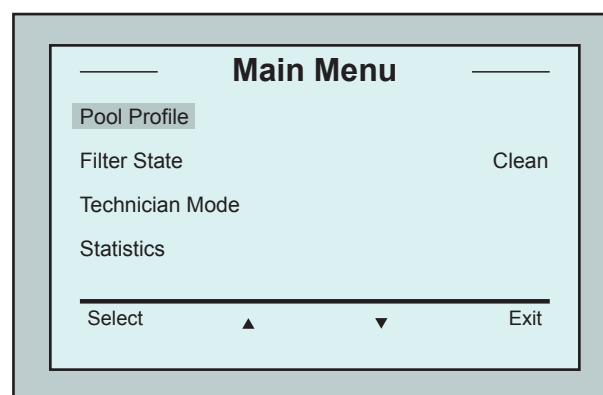 Main Menu
Pool Profile
Filter State Clean
Technician Mode
Statistics
Select ▲ ▼ Exit